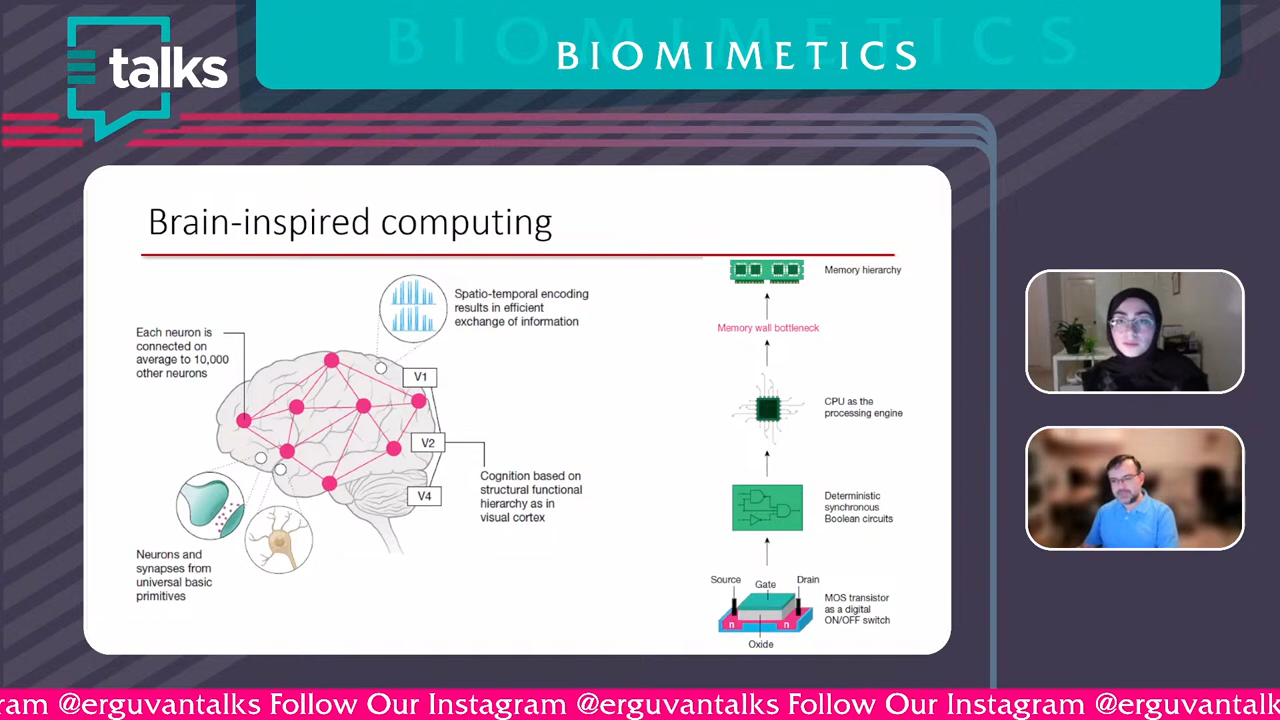 talks
BIOMIMETICS
BIOMIMETICS
Brain-inspired computing
Spatio-temporal encoding
results in efficient
exchange of information
Each neuron is
connected on
average to 10,000
other neurons
V1
V2
V4
Cognition based on
structural functional
hierarchy as in
visual cortex
Neurons and
synapses from
universal basic
primitives
Memory hierarchy
Memory wall bottleneck
CPU as the
processing engine
Deterministic
synchronous
Boolean circuits
Source
Gate
Drain
n
n
Oxide
MOS transistor
as a digital
ON/OFF switch
ram @erguvantalks Follow Our Instagram @erguvantalks Follow Our Instagram @erguvantalk